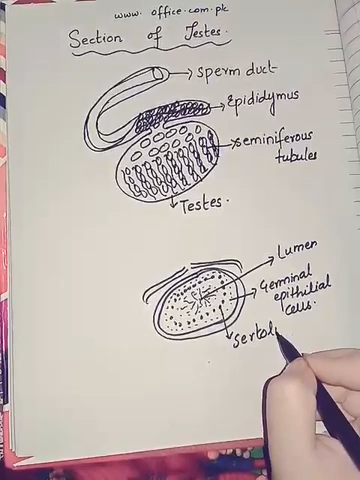 www. office.com.pk
Section of Testes.
sperm duct
Epididymus
seminiferous
tubules
Testes.
Lumen
Germinal
epithilial
cells.
sertol